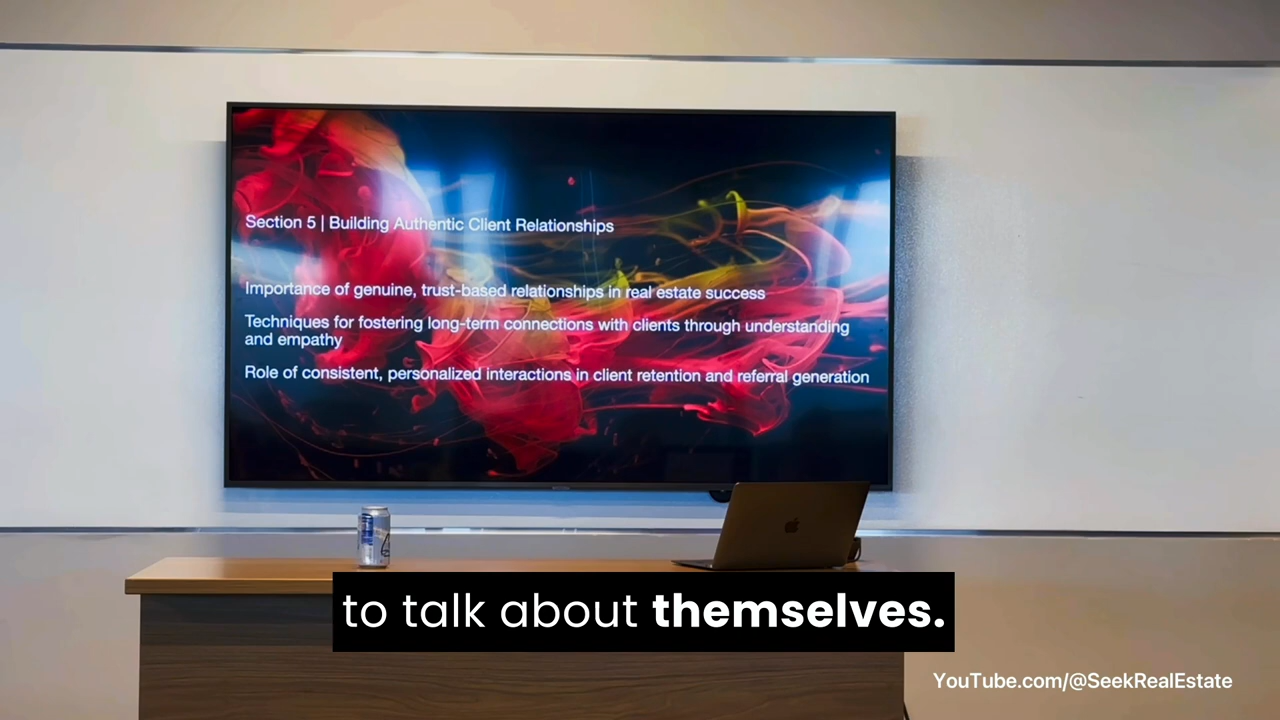 Section 5 | Building Authentic Client Relationships
Importance of genuine, trust-based relationships in real estate success
Techniques for fostering long-term connections with clients through understanding
and empathy
Role of consistent, personalized interactions in client retention and referral generation
to talk about themselves.
YouTube.com/@SeekRealEstate